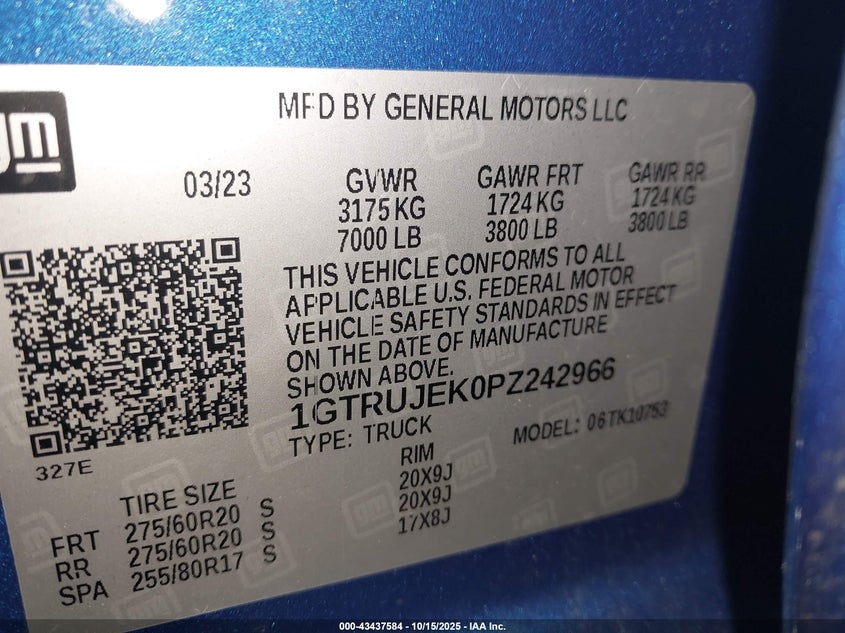 gm
MFD BY GENERAL MOTORS LLC
03/23
GVWR
3175 KG
7000 LB
GAWR FRT
1724 KG
3800 LB
GAWR RR
1724 KG
3800 LB
THIS VEHICLE CONFORMS TO ALL
APPLICABLE U.S. FEDERAL MOTOR
VEHICLE SAFETY STANDARDS IN EFFECT
ON THE DATE OF MANUFACTURE
SHOWN ABOVE.
1GTRUJEK0PZ242966
TYPE: TRUCK
MODEL: 06TK10753
327E
TIRE SIZE
RIM
FRT 275/60R20 S 20X9J
RR 275/60R20 S 20X9J
SPA 255/80R17 S 17X8J
000-43437584 - 10/15/2025 - IAA Inc.